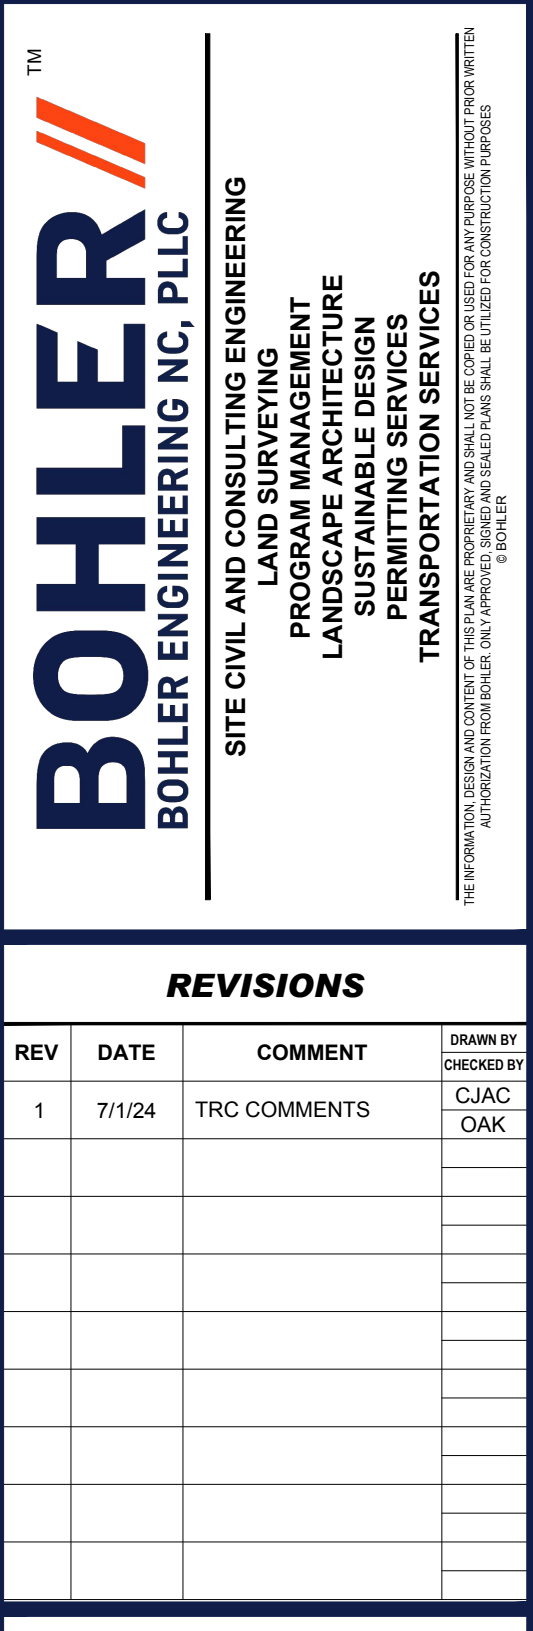 BOHLER //
TM
BOHLER ENGINEERING NC, PLLC
SITE CIVIL AND CONSULTING ENGINEERING
LAND SURVEYING
PROGRAM MANAGEMENT
LANDSCAPE ARCHITECTURE
SUSTAINABLE DESIGN
PERMITTING SERVICES
TRANSPORTATION SERVICES
THE INFORMATION, DESIGN AND CONTENT OF THIS PLAN ARE PROPRIETARY AND SHALL NOT BE COPIED OR USED FOR ANY PURPOSE WITHOUT PRIOR WRITTEN
AUTHORIZATION FROM BOHLER. ONLY APPROVED, SIGNED AND SEALED PLANS SHALL BE UTILIZED FOR CONSTRUCTION PURPOSES
© BOHLER
REVISIONS
REV DATE COMMENT DRAWN BY
CHECKED BY
1 7/1/24 TRC COMMENTS CJAC
OAK